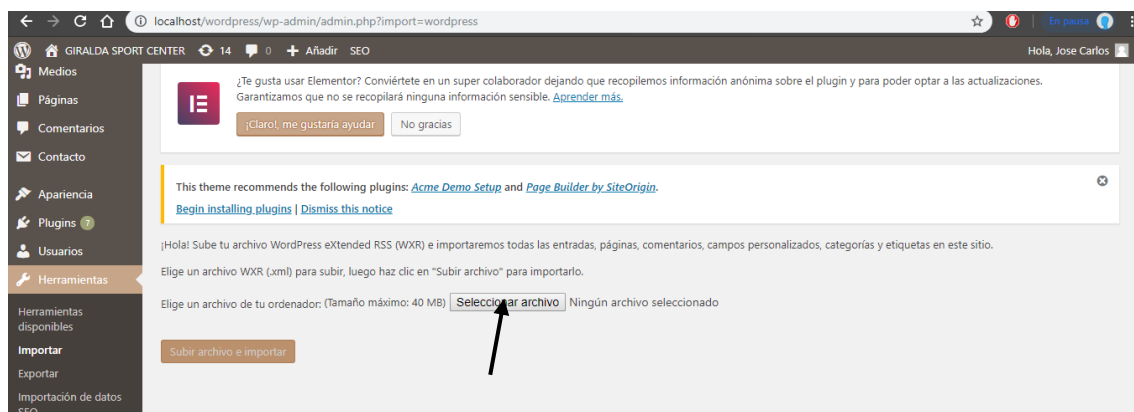 localhost/wordpress/wp-admin/admin.php?import=wordpress
En pausa
GIRALDA SPORT CENTER 14 0 Añadir SEO
Hola, Jose Carlos
Medios
Páginas
Comentarios
Contacto
Apariencia
Plugins 7
Usuarios
Herramientas
Herramientas
disponibles
Importar
Exportar
Importación de datos
SEO
¿Te gusta usar Elementor? Conviértete en un super colaborador dejando que recopilemos información anónima sobre el plugin y para poder optar a las actualizaciones.
Garantizamos que no se recopilará ninguna información sensible. Aprender más.
¡Claro!, me gustaría ayudar
No gracias
This theme recommends the following plugins: Acme Demo Setup and Page Builder by SiteOrigin.
Begin installing plugins | Dismiss this notice
¡Hola! Sube tu archivo WordPress eXtended RSS (WXR) e importaremos todas las entradas, páginas, comentarios, campos personalizados, categorías y etiquetas en este sitio.
Elige un archivo WXR (.xml) para subir, luego haz clic en "Subir archivo" para importarlo.
Elige un archivo de tu ordenador: (Tamaño máximo: 40 MB) Seleccionar archivo Ningún archivo seleccionado
Subir archivo e importar